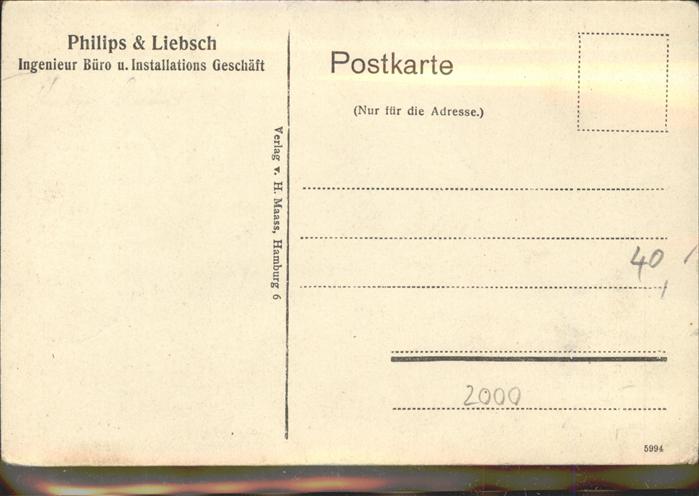 Philips & Liebsch
Ingenieur Büro u. Installations Geschäft
Postkarte
(Nur für die Adresse.)
Verlag v. H. Maass, Hamburg 6
40
2000
5994